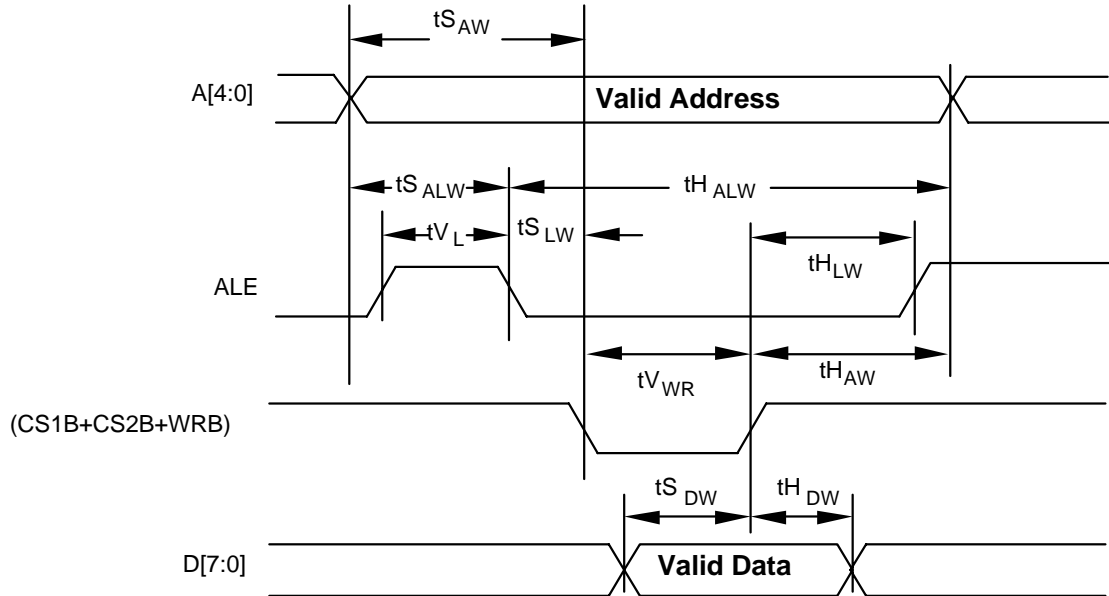 tS AW
A[4:0]
Valid Address
tS ALW
tH ALW
tV L
tS LW
tH LW
ALE
tV WR
tH AW
(CS1B+CS2B+WRB)
tS DW
tH DW
D[7:0]
Valid Data